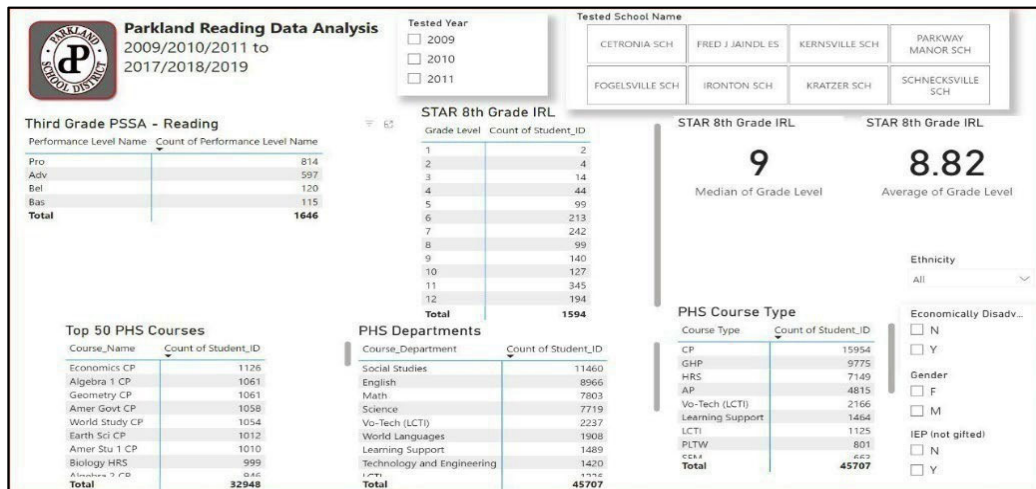 PARKLAND
dP
SCHOOL DISTRICT
Parkland Reading Data Analysis
2009/2010/2011 to
2017/2018/2019
Tested Year
2009
2010
2011
Tested School Name
CETRONIA SCH
FRED J JAINDL ES
KERNSVILLE SCH
PARKWAY
MANOR SCH
FOGELSVILLE SCH
IRONTON SCH
KRATZER SCH
SCHNECKSVILLE
SCH
Third Grade PSSA - Reading
Performance Level Name Count of Performance Level Name
Pro 814
Adv 597
Bel 120
Bas 115
Total 1646
STAR 8th Grade IRL
Grade Level Count of Student_ID
1 2
2 4
3 14
4 44
5 99
6 213
7 242
8 99
9 140
10 127
11 345
12 194
Total 1594
STAR 8th Grade IRL
9
Median of Grade Level
STAR 8th Grade IRL
8.82
Average of Grade Level
Ethnicity
All
Top 50 PHS Courses
Course_Name Count of Student_ID
Economics CP 1126
Algebra 1 CP 1061
Geometry CP 1061
Amer Govt CP 1058
World Study CP 1054
Earth Sci CP 1012
Amer Stu 1 CP 1010
Biology HRS 999
Algebra 2 CP 946
Total 32948
PHS Departments
Course_Department Count of Student_ID
Social Studies 11460
English 8966
Math 7803
Science 7719
Vo-Tech (LCTI) 2237
World Languages 1908
Learning Support 1489
Technology and Engineering 1420
LCTI
Total 45707
PHS Course Type
Course Type Count of Student_ID
CP 15954
GHP 9775
HRS 7149
AP 4815
Vo-Tech (LCTI) 2166
Learning Support 1464
LCTI 1125
PLTW 801
SEM
Total 45707
Economically Disadv...
N
Y
Gender
F
M
IEP (not gifted)
N
Y